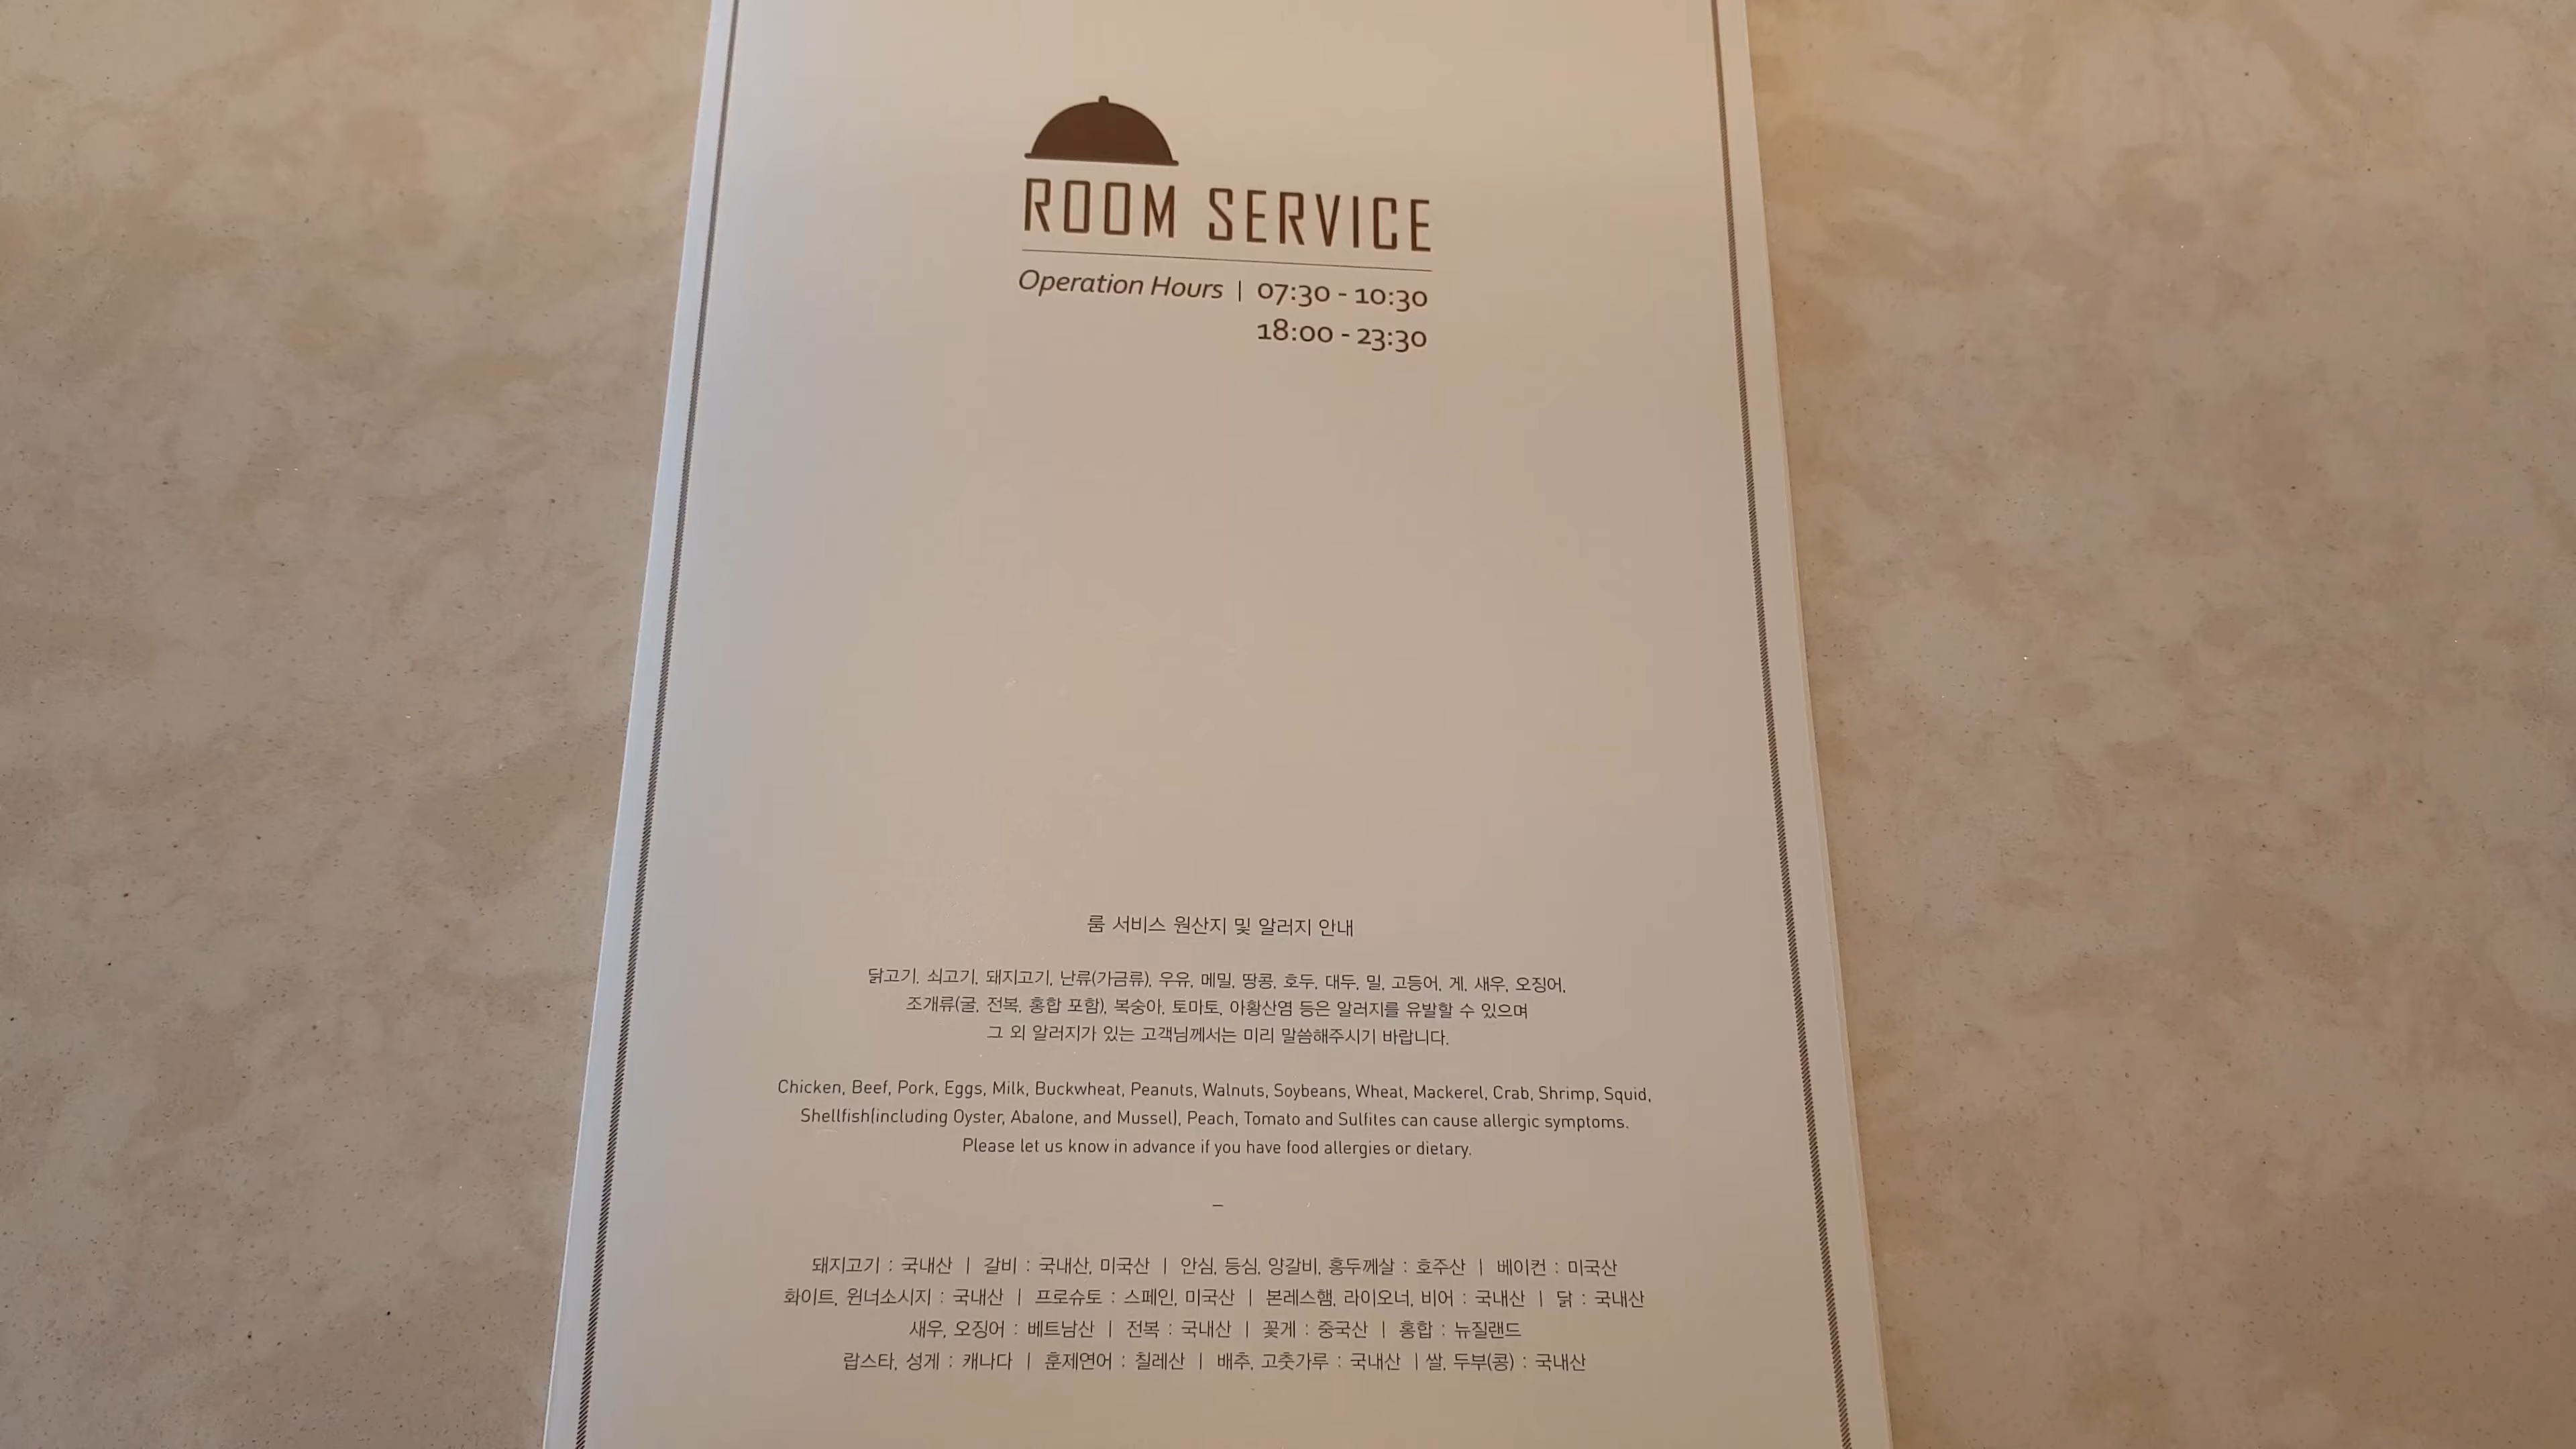 ROOM SERVICE
Operation Hours | 07:30 - 10:30
18:00 - 23:30
룸 서비스 원산지 및 알러지 안내
닭고기, 쇠고기, 돼지고기, 난류(가금류), 우유, 메밀, 땅콩, 호두, 대두, 밀, 고등어, 게, 새우, 오징어,
조개류(굴, 전복, 홍합 포함), 복숭아, 토마토, 아황산염 등은 알러지를 유발할 수 있으며
그 외 알러지가 있는 고객님께서는 미리 말씀해주시기 바랍니다.
Chicken, Beef, Pork, Eggs, Milk, Buckwheat, Peanuts, Walnuts, Soybeans, Wheat, Mackerel, Crab, Shrimp, Squid,
Shellfish(including Oyster, Abalone, and Mussel), Peach, Tomato and Sulfites can cause allergic symptoms.
Please let us know in advance if you have food allergies or dietary.
–
돼지고기 : 국내산 | 갈비 : 국내산, 미국산 | 안심, 등심, 양갈비, 홍두께살 : 호주산 | 베이컨 : 미국산
화이트, 윈너소시지 : 국내산 | 프로슈토 : 스페인, 미국산 | 본레스햄, 라이오너, 비어 : 국내산 | 닭 : 국내산
새우, 오징어 : 베트남산 | 전복 : 국내산 | 꽃게 : 중국산 | 홍합 : 뉴질랜드
랍스타, 성게 : 캐나다 | 훈제연어 : 칠레산 | 배추, 고춧가루 : 국내산 | 쌀, 두부(콩) : 국내산